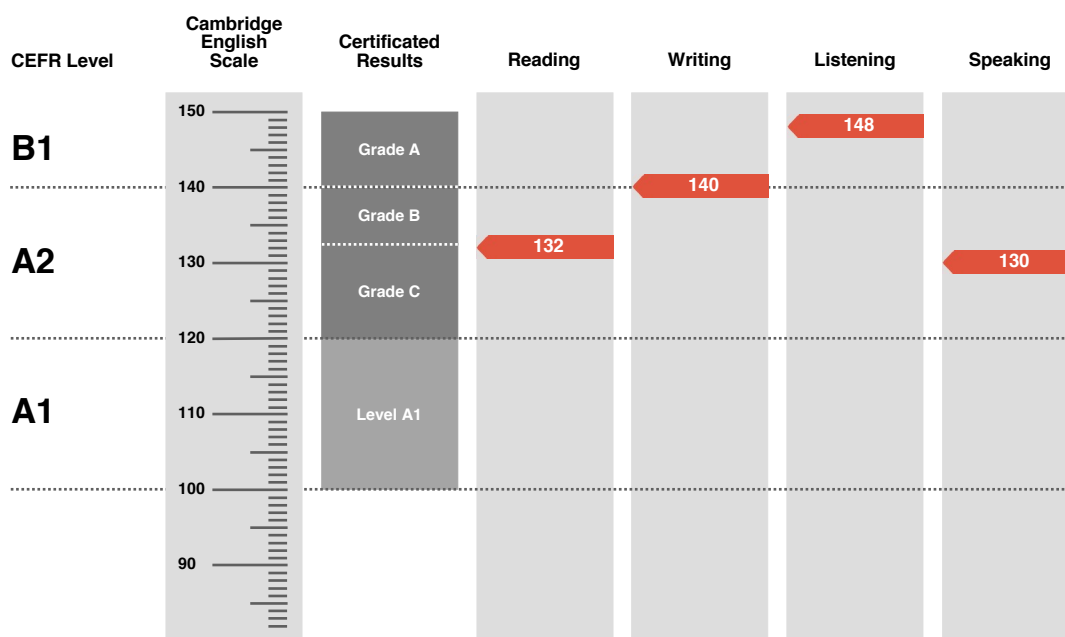 CEFR Level
Cambridge
English
Scale
Certificated
Results
Reading
Writing
Listening
Speaking
150
148
Grade A
B1
140
140
Grade B
132
A2
130
130
Grade C
120
A1
110
Level A1
100
90